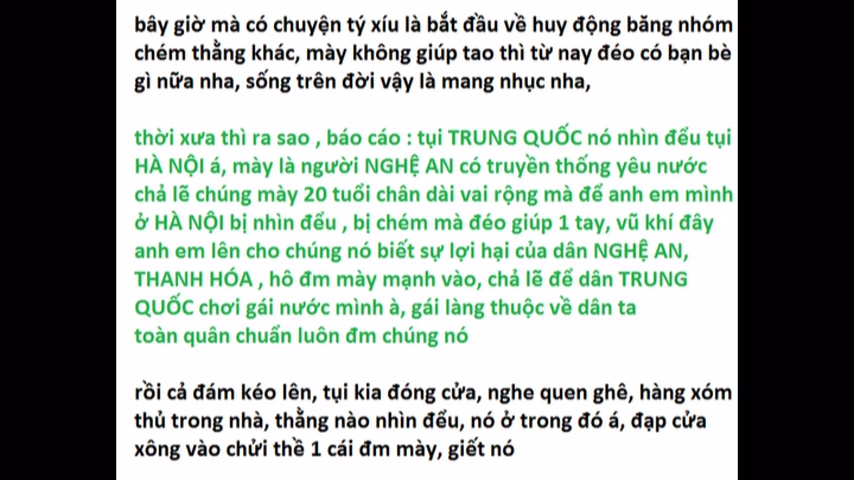 bây giờ mà có chuyện tý xíu là bắt đầu về huy động băng nhóm
chém thằng khác, mày không giúp tao thì từ nay đéo có bạn bè
gì nữa nha, sống trên đời vậy là mang nhục nha,
thời xưa thì ra sao , báo cáo : tụi TRUNG QUỐC nó nhìn đểu tụi
HÀ NỘI á, mày là người NGHỆ AN có truyền thống yêu nước
chả lẽ chúng mày 20 tuổi chân dài vai rộng mà để anh em mình
ở HÀ NỘI bị nhìn đểu , bị chém mà đéo giúp 1 tay, vũ khí đây
anh em lên cho chúng nó biết sự lợi hại của dân NGHỆ AN,
THANH HÓA , hô đm mày mạnh vào, chả lẽ để dân TRUNG
QUỐC chơi gái nước mình à, gái làng thuộc về dân ta
toàn quân chuẩn luôn đm chúng nó
rồi cả đám kéo lên, tụi kia đóng cửa, nghe quen ghê, hàng xóm
thủ trong nhà, thằng nào nhìn đểu, nó ở trong đó á, đạp cửa
xông vào chửi thề 1 cái đm mày, giết nó